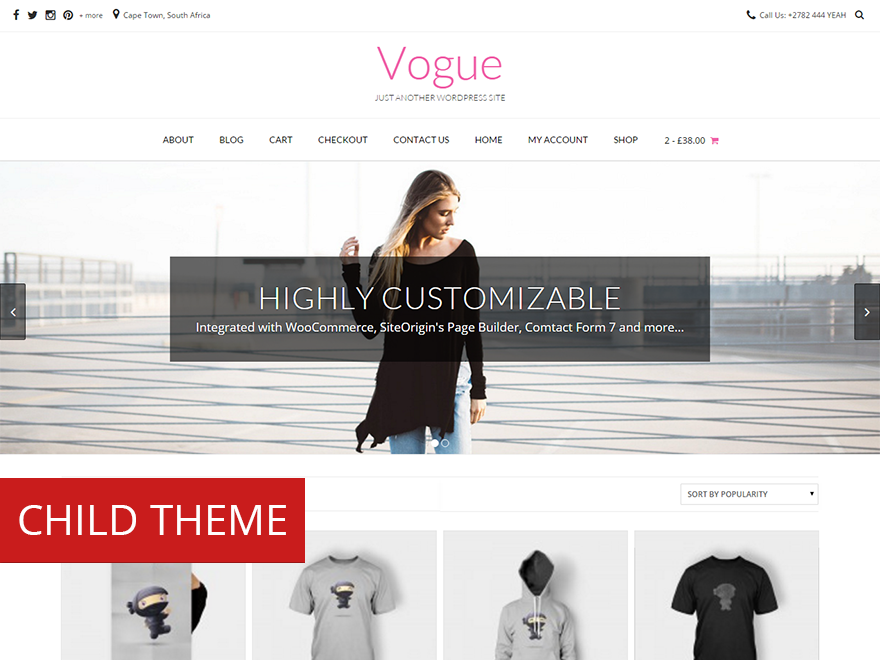 + more Cape Town, South Africa Call Us: +2782 444 YEAH
Vogue
JUST ANOTHER WORDPRESS SITE
ABOUT BLOG CART CHECKOUT CONTACT US HOME MY ACCOUNT SHOP 2 - £38.00
HIGHLY CUSTOMIZABLE
Integrated with WooCommerce, SiteOrigin's Page Builder, Comtact Form 7 and more...
SORT BY POPULARITY
CHILD THEME